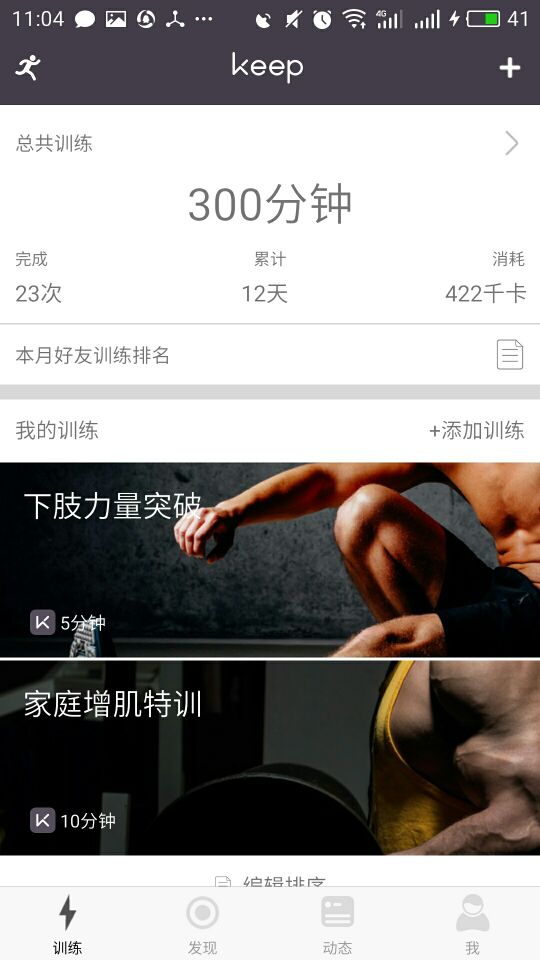 11:04 4G 41
keep
总共训练
300分钟
完成 累计 消耗
23次 12天 422千卡
本月好友训练排名
我的训练 +添加训练
下肢力量突破
5分钟
家庭增肌特训
10分钟
编辑排序
训练 发现 动态 我